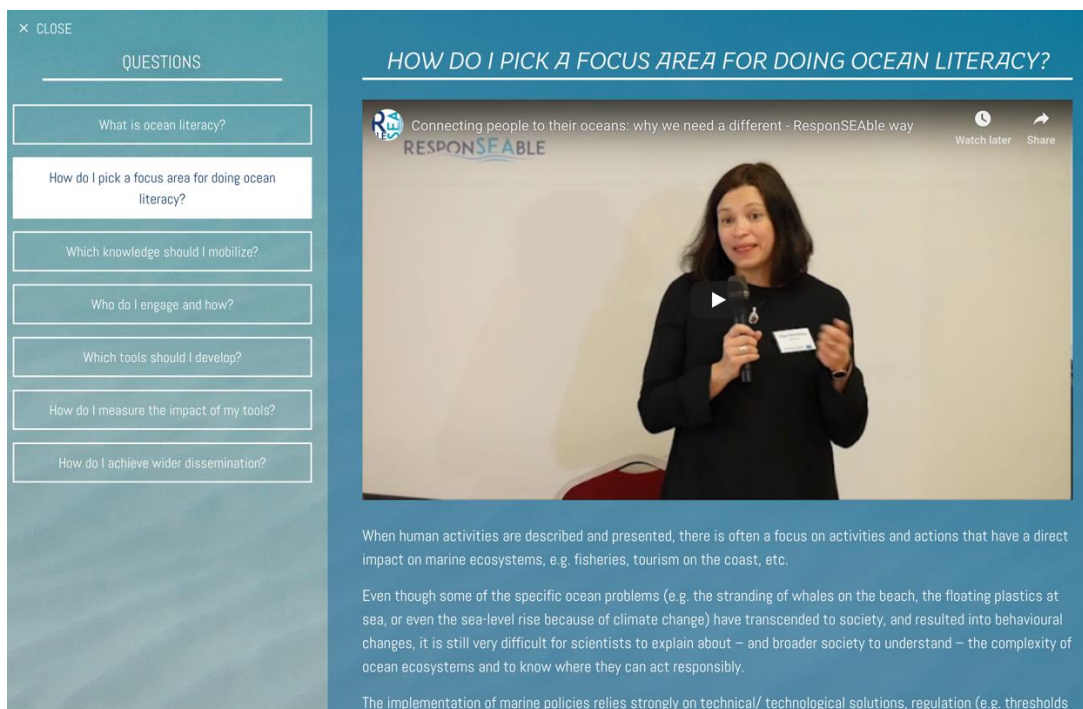 × CLOSE
QUESTIONS
What is ocean literacy?
How do I pick a focus area for doing ocean
literacy?
Which knowledge should I mobilize?
Who do I engage and how?
Which tools should I develop?
How do I measure the impact of my tools?
How do I achieve wider dissemination?
HOW DO I PICK A FOCUS AREA FOR DOING OCEAN LITERACY?
Connecting people to their oceans: why we need a different - ResponSEAble way
Watch later
Share
RESPONSEABLE
When human activities are described and presented, there is often a focus on activities and actions that have a direct
impact on marine ecosystems, e.g. fisheries, tourism on the coast, etc.
Even though some of the specific ocean problems (e.g. the stranding of whales on the beach, the floating plastics at
sea, or even the sea-level rise because of climate change) have transcended to society, and resulted into behavioural
changes, it is still very difficult for scientists to explain about – and broader society to understand – the complexity of
ocean ecosystems and to know where they can act responsibly.
The implementation of marine policies relies strongly on technical/ technological solutions, regulation (e.g. thresholds